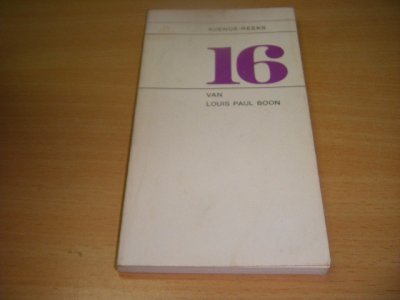 AVENUE-REEKS
16
VAN
LOUIS PAUL BOON